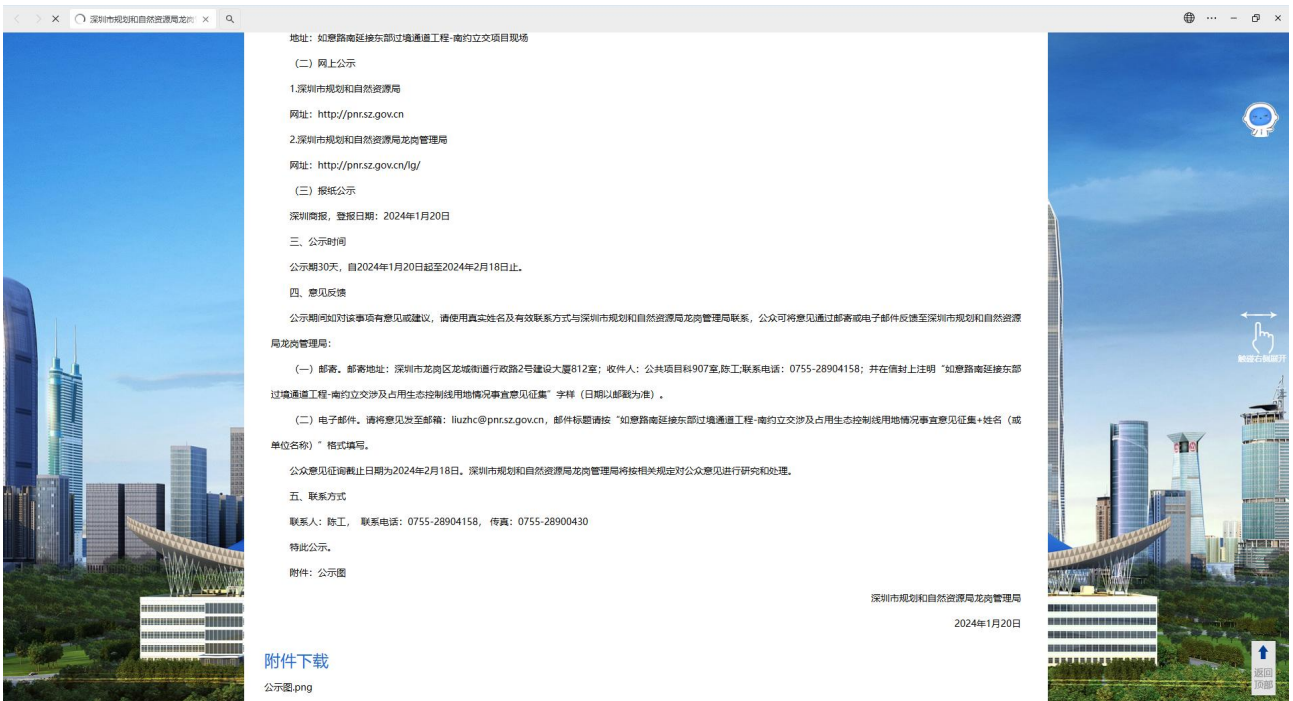 深圳市规划和自然资源局龙岗
地址：如意路南延接东部过境通道工程-南约立交项目现场
（二）网上公示
1.深圳市规划和自然资源局
网址：http://pnr.sz.gov.cn
2.深圳市规划和自然资源局龙岗管理局
网址：http://pnr.sz.gov.cn/lg/
（三）报纸公示
深圳商报，登报日期：2024年1月20日
三、公示时间
公示期30天，自2024年1月20日起至2024年2月18日止。
四、意见反馈
公示期间如对该事项有意见或建议，请使用真实姓名及有效联系方式与深圳市规划和自然资源局龙岗管理局联系，公众可将意见通过邮寄或电子邮件反馈至深圳市规划和自然资源
局龙岗管理局：
（一）邮寄。邮寄地址：深圳市龙岗区龙城街道行政路2号建设大厦812室；收件人：公共项目科907室,陈工;联系电话：0755-28904158；并在信封上注明“如意路南延接东部
过境通道工程-南约立交涉及占用生态控制线用地情况事宜意见征集”字样（日期以邮戳为准）。
（二）电子邮件。请将意见发至邮箱：liuzhc@pnr.sz.gov.cn，邮件标题请按“如意路南延接东部过境通道工程-南约立交涉及占用生态控制线用地情况事宜意见征集+姓名（或
单位名称）”格式填写。
公众意见征询截止日期为2024年2月18日。深圳市规划和自然资源局龙岗管理局将按相关规定对公众意见进行研究和处理。
五、联系方式
联系人：陈工， 联系电话：0755-28904158， 传真：0755-28900430
特此公示。
附件：公示图
深圳市规划和自然资源局龙岗管理局
2024年1月20日
附件下载
公示图.png
触碰右侧展开
返回
顶部